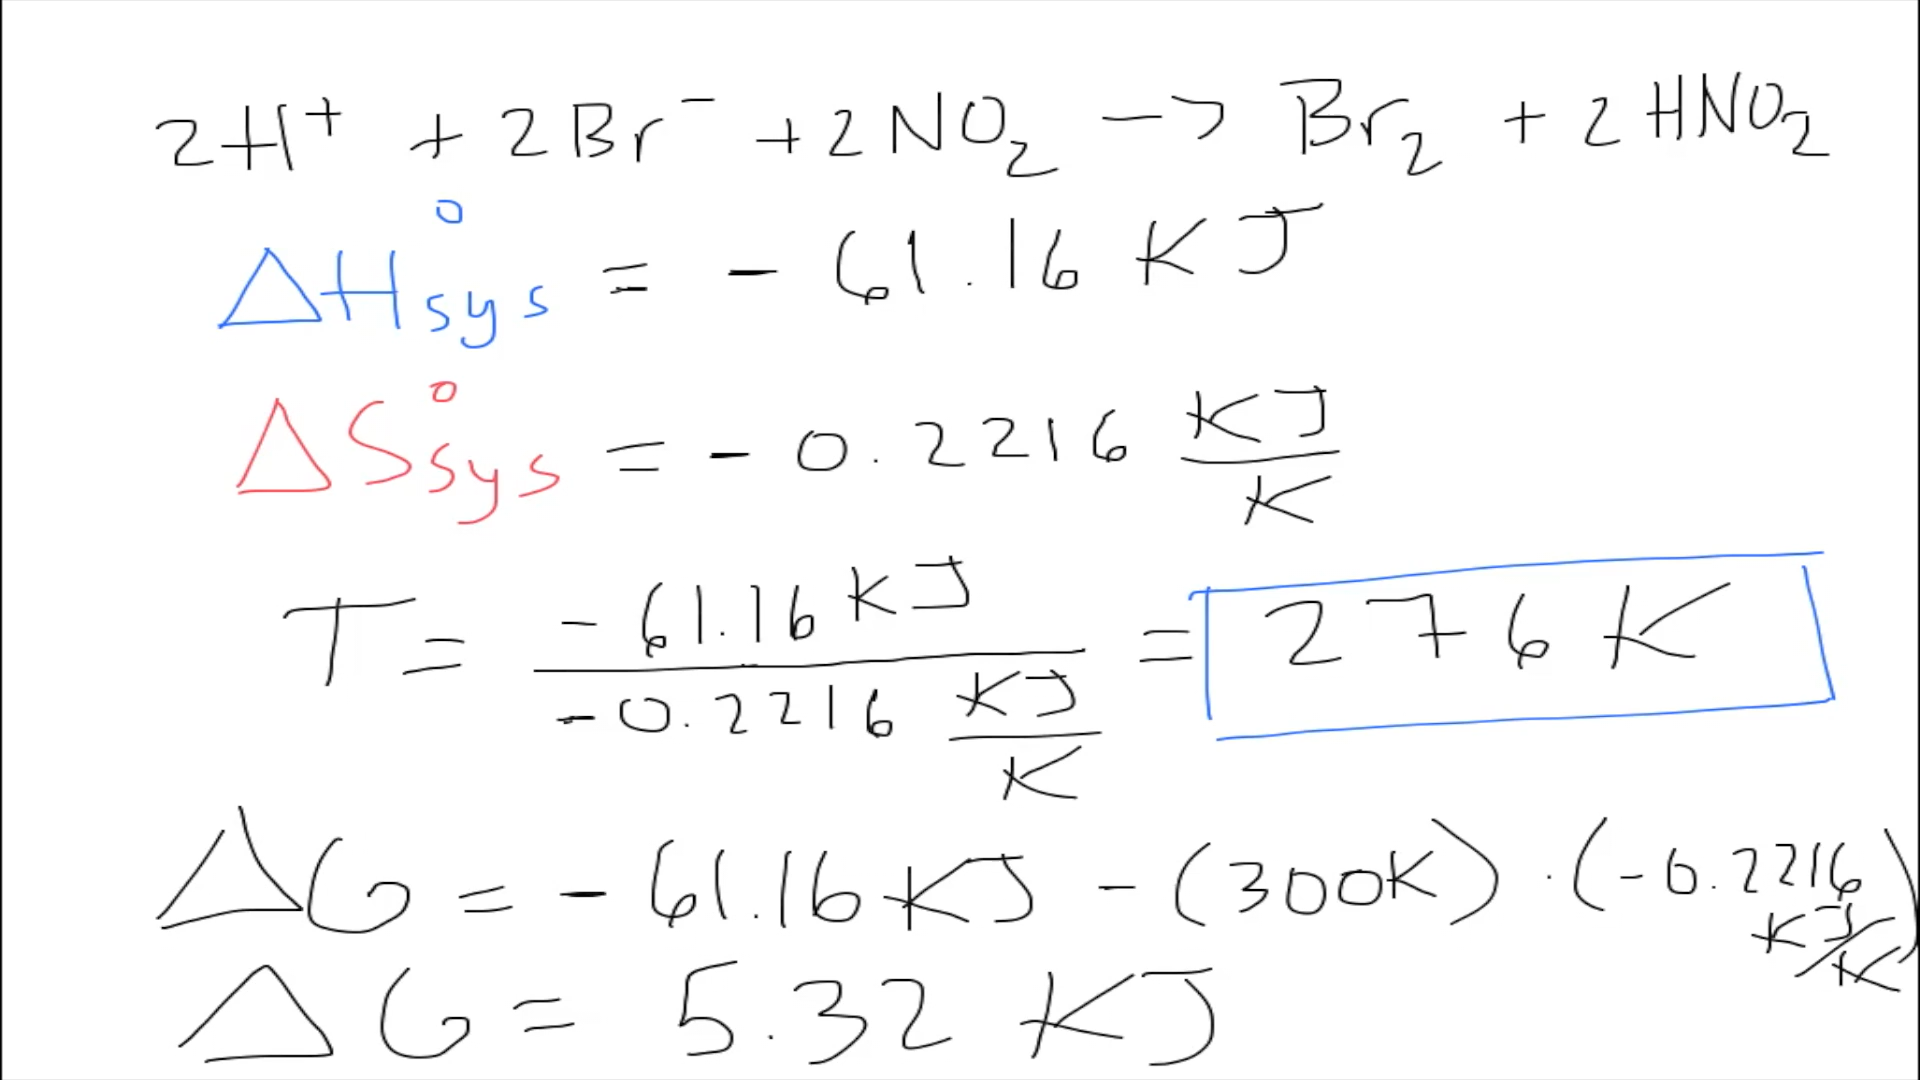 2H⁺ + 2Br⁻ + 2NO₂ → Br₂ + 2HNO₂
ΔH°sys = - 61.16 KJ
ΔS°sys = - 0.2216 KJ/K
T = -61.16 KJ / -0.2216 KJ/K = 276 K
ΔG = - 61.16 KJ - (300K) · (-0.2216 KJ/K)
ΔG = 5.32 KJ